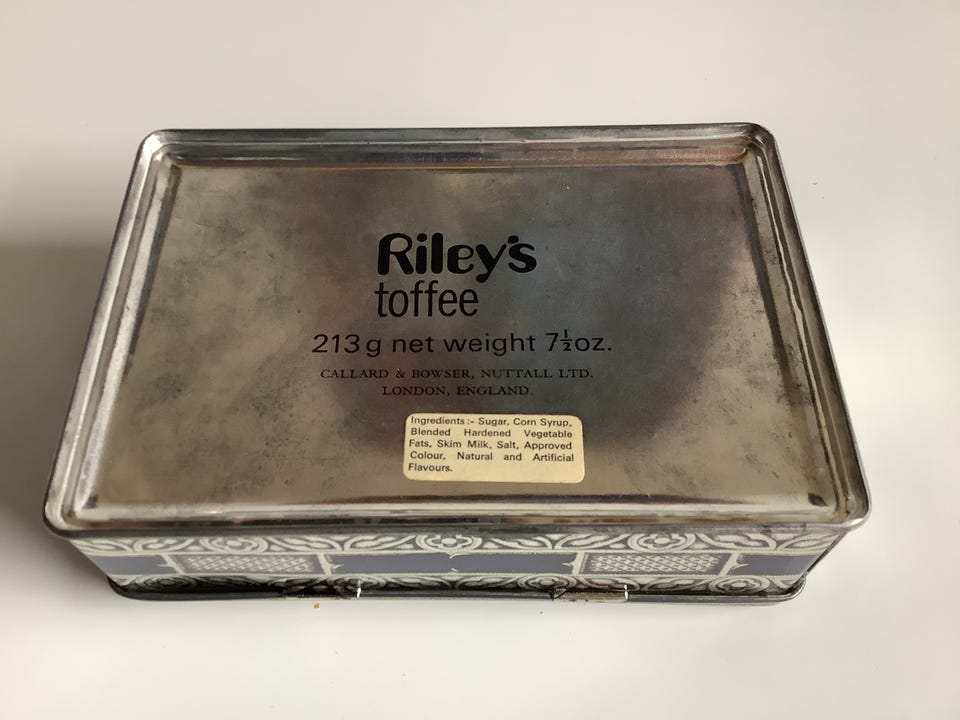 Riley's
toffee
213g net weight 7½oz.
CALLARD & BOWSER, NUTTALL LTD.
LONDON, ENGLAND.
Ingredients:- Sugar, Corn Syrup,
Blended Hardened Vegetable
Fats, Skim Milk, Salt, Approved
Colour, Natural and Artificial
Flavours.